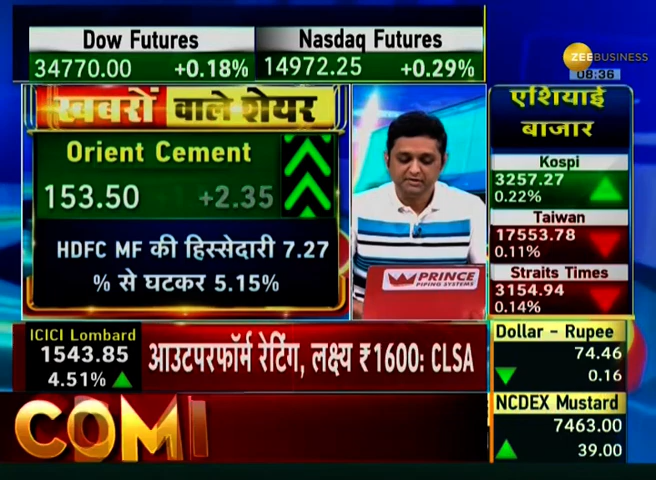 Dow Futures
34770.00 +0.18%
Nasdaq Futures
14972.25 +0.29%
ZEE BUSINESS
08:36
खबरों वाले शेयर
Orient Cement
153.50 +2.35
HDFC MF की हिस्सेदारी 7.27
% से घटकर 5.15%
PRINCE
PIPING SYSTEMS
एशियाई
बाजार
Kospi
3257.27
0.22%
Taiwan
17553.78
0.11%
Straits Times
3154.94
0.14%
ICICI Lombard
1543.85
4.51%
आउटपरफॉर्म रेटिंग, लक्ष्य ₹1600: CLSA
Dollar - Rupee
74.46
0.16
NCDEX Mustard
7463.00
39.00
COMI